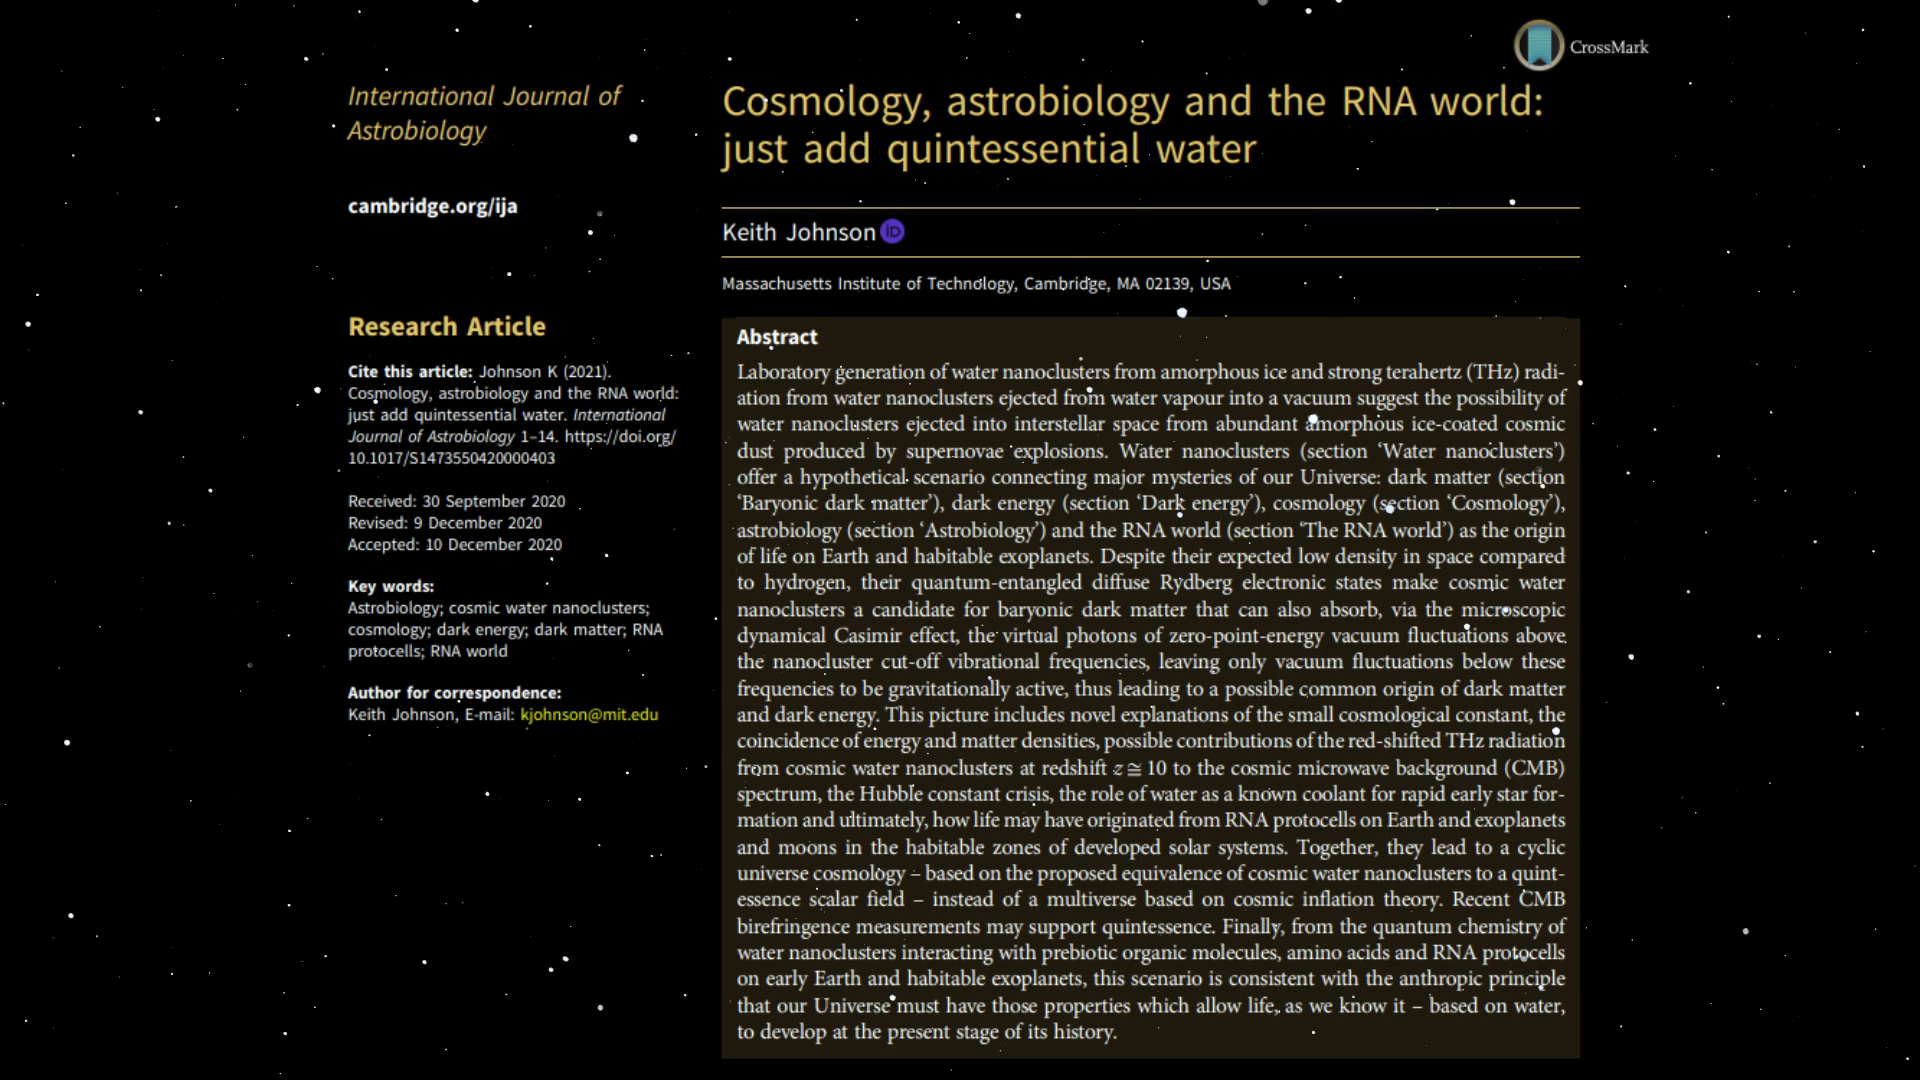 CrossMark
International Journal of
Astrobiology
cambridge.org/ija
Research Article
Cite this article: Johnson K (2021).
Cosmology, astrobiology and the RNA world:
just add quintessential water. International
Journal of Astrobiology 1–14. https://doi.org/
10.1017/S1473550420000403
Received: 30 September 2020
Revised: 9 December 2020
Accepted: 10 December 2020
Key words:
Astrobiology; cosmic water nanoclusters;
cosmology; dark energy; dark matter; RNA
protocells; RNA world
Author for correspondence:
Keith Johnson, E-mail: kjohnson@mit.edu
Cosmology, astrobiology and the RNA world:
just add quintessential water
Keith Johnson iD
Massachusetts Institute of Technology, Cambridge, MA 02139, USA
Abstract
Laboratory generation of water nanoclusters from amorphous ice and strong terahertz (THz) radi-
ation from water nanoclusters ejected from water vapour into a vacuum suggest the possibility of
water nanoclusters ejected into interstellar space from abundant amorphous ice-coated cosmic
dust produced by supernovae explosions. Water nanoclusters (section ‘Water nanoclusters’)
offer a hypothetical scenario connecting major mysteries of our Universe: dark matter (section
‘Baryonic dark matter’), dark energy (section ‘Dark energy’), cosmology (section ‘Cosmology’),
astrobiology (section ‘Astrobiology’) and the RNA world (section ‘The RNA world’) as the origin
of life on Earth and habitable exoplanets. Despite their expected low density in space compared
to hydrogen, their quantum-entangled diffuse Rydberg electronic states make cosmic water
nanoclusters a candidate for baryonic dark matter that can also absorb, via the microscopic
dynamical Casimir effect, the virtual photons of zero-point-energy vacuum fluctuations above
the nanocluster cut-off vibrational frequencies, leaving only vacuum fluctuations below these
frequencies to be gravitationally active, thus leading to a possible common origin of dark matter
and dark energy. This picture includes novel explanations of the small cosmological constant, the
coincidence of energy and matter densities, possible contributions of the red-shifted THz radiation
from cosmic water nanoclusters at redshift z ≅ 10 to the cosmic microwave background (CMB)
spectrum, the Hubble constant crisis, the role of water as a known coolant for rapid early star for-
mation and ultimately, how life may have originated from RNA protocells on Earth and exoplanets
and moons in the habitable zones of developed solar systems. Together, they lead to a cyclic
universe cosmology – based on the proposed equivalence of cosmic water nanoclusters to a quint-
essence scalar field – instead of a multiverse based on cosmic inflation theory. Recent CMB
birefringence measurements may support quintessence. Finally, from the quantum chemistry of
water nanoclusters interacting with prebiotic organic molecules, amino acids and RNA protocells
on early Earth and habitable exoplanets, this scenario is consistent with the anthropic principle
that our Universe must have those properties which allow life, as we know it – based on water,
to develop at the present stage of its history.